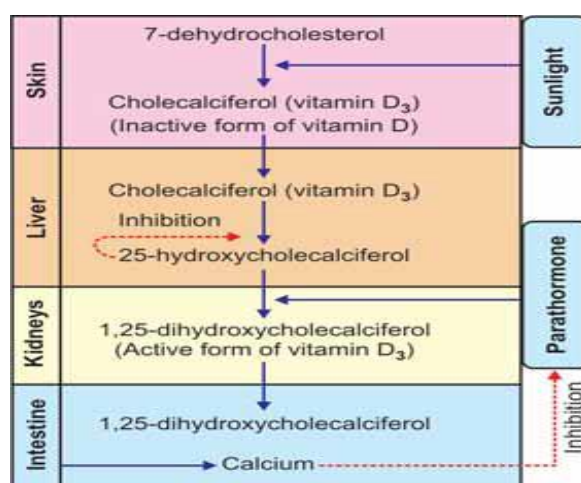 Skin
7-dehydrocholesterol
Sunlight
Cholecalciferol (vitamin D₃)
(Inactive form of vitamin D)
Liver
Cholecalciferol (vitamin D₃)
Inhibition
25-hydroxycholecalciferol
Parathormone
Kidneys
1,25-dihydroxycholecalciferol
(Active form of vitamin D₃)
Intestine
1,25-dihydroxycholecalciferol
Calcium
Inhibition